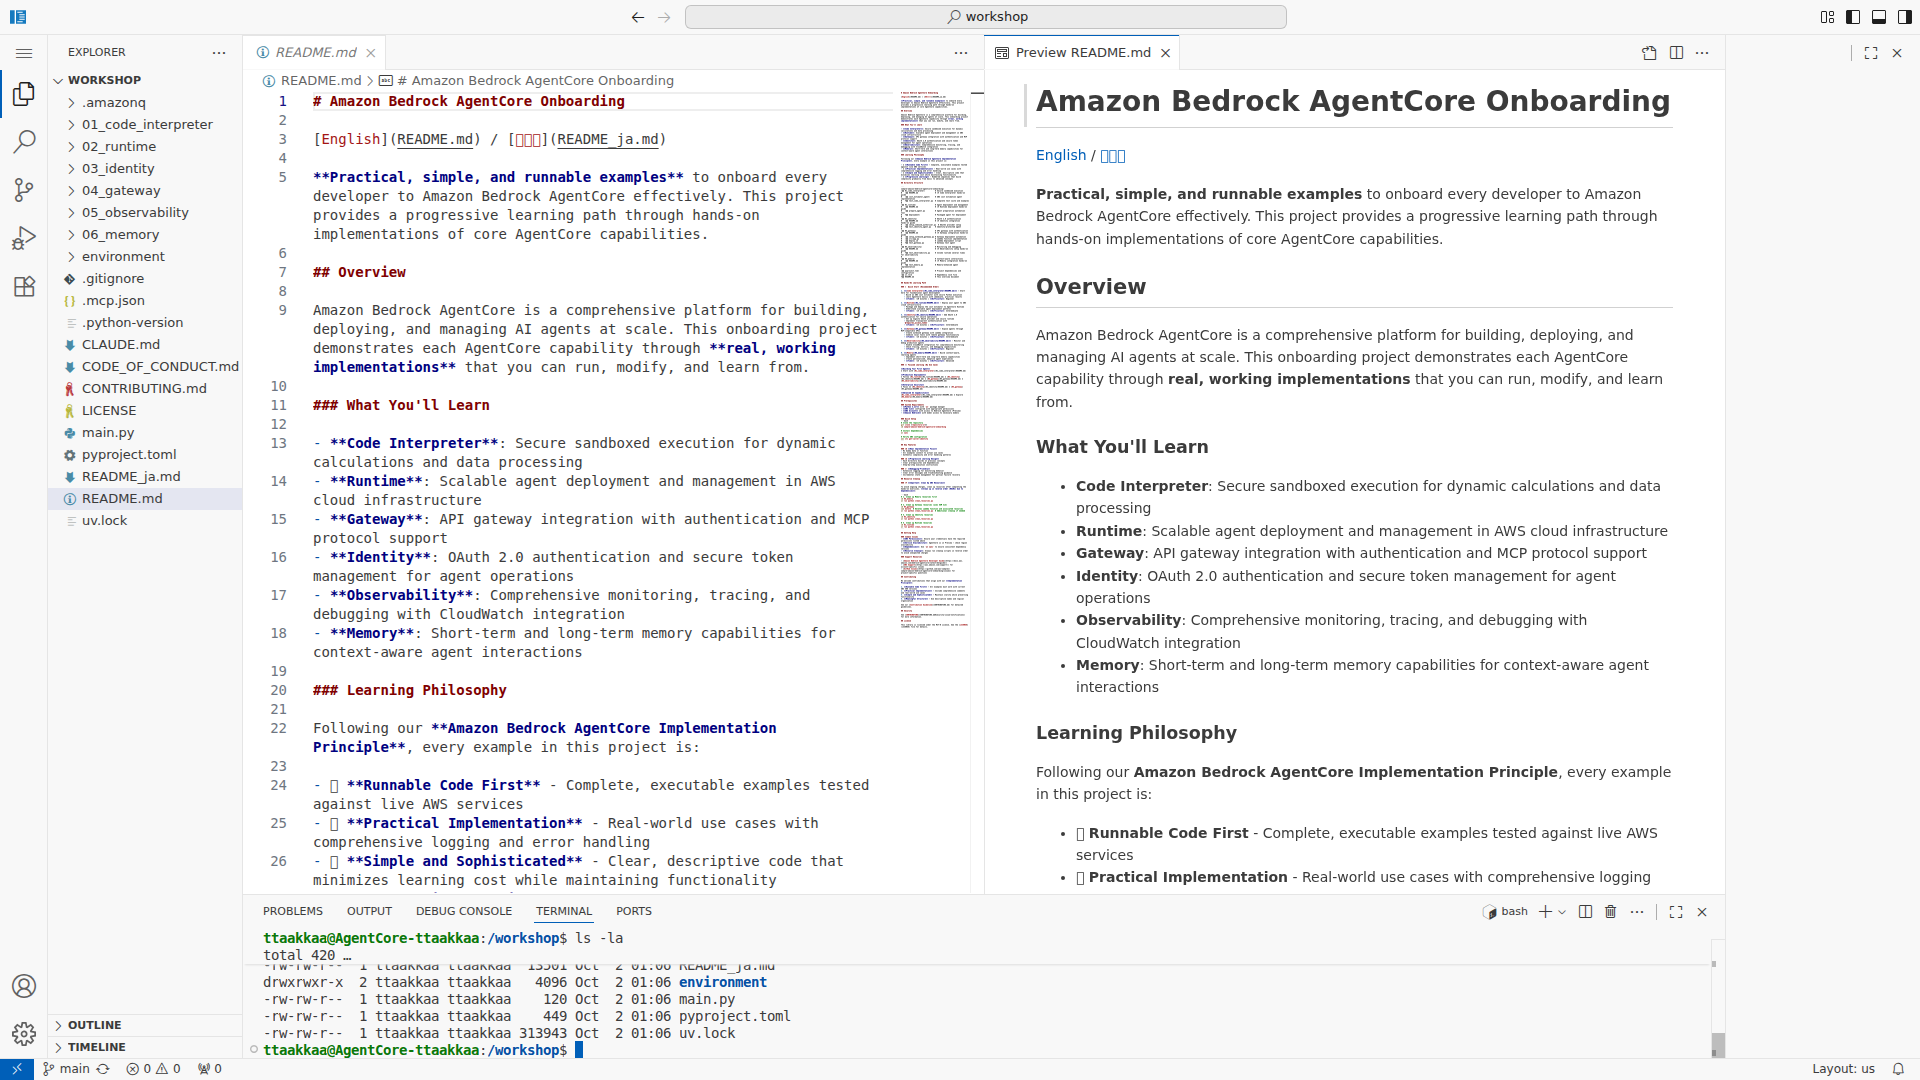 workshop
EXPLORER
WORKSHOP
.amazonq
01_code_interpreter
02_runtime
03_identity
04_gateway
05_observability
06_memory
environment
.gitignore
.mcp.json
.python-version
CLAUDE.md
CODE_OF_CONDUCT.md
CONTRIBUTING.md
LICENSE
main.py
pyproject.toml
README_ja.md
README.md
uv.lock
OUTLINE
TIMELINE
README.md
README.md > # Amazon Bedrock AgentCore Onboarding
1 # Amazon Bedrock AgentCore Onboarding
2
3 [English](README.md) / [](README_ja.md)
4
5 **Practical, simple, and runnable examples** to onboard every
developer to Amazon Bedrock AgentCore effectively. This project
provides a progressive learning path through hands-on
implementations of core AgentCore capabilities.
6
7 ## Overview
8
9 Amazon Bedrock AgentCore is a comprehensive platform for building,
deploying, and managing AI agents at scale. This onboarding project
demonstrates each AgentCore capability through **real, working
implementations** that you can run, modify, and learn from.
10
11 ### What You'll Learn
12
13 - **Code Interpreter**: Secure sandboxed execution for dynamic
calculations and data processing
14 - **Runtime**: Scalable agent deployment and management in AWS
cloud infrastructure
15 - **Gateway**: API gateway integration with authentication and MCP
protocol support
16 - **Identity**: OAuth 2.0 authentication and secure token
management for agent operations
17 - **Observability**: Comprehensive monitoring, tracing, and
debugging with CloudWatch integration
18 - **Memory**: Short-term and long-term memory capabilities for
context-aware agent interactions
19
20 ### Learning Philosophy
21
22 Following our **Amazon Bedrock AgentCore Implementation
Principle**, every example in this project is:
23
24 - **Runnable Code First** - Complete, executable examples tested
against live AWS services
25 - **Practical Implementation** - Real-world use cases with
comprehensive logging and error handling
26 - **Simple and Sophisticated** - Clear, descriptive code that
minimizes learning cost while maintaining functionality
Preview README.md
Amazon Bedrock AgentCore Onboarding
English /
Practical, simple, and runnable examples to onboard every developer to Amazon
Bedrock AgentCore effectively. This project provides a progressive learning path through
hands-on implementations of core AgentCore capabilities.
Overview
Amazon Bedrock AgentCore is a comprehensive platform for building, deploying, and
managing AI agents at scale. This onboarding project demonstrates each AgentCore
capability through real, working implementations that you can run, modify, and learn
from.
What You'll Learn
• Code Interpreter: Secure sandboxed execution for dynamic calculations and data
processing
• Runtime: Scalable agent deployment and management in AWS cloud infrastructure
• Gateway: API gateway integration with authentication and MCP protocol support
• Identity: OAuth 2.0 authentication and secure token management for agent
operations
• Observability: Comprehensive monitoring, tracing, and debugging with
CloudWatch integration
• Memory: Short-term and long-term memory capabilities for context-aware agent
interactions
Learning Philosophy
Following our Amazon Bedrock AgentCore Implementation Principle, every example
in this project is:
• Runnable Code First - Complete, executable examples tested against live AWS
services
• Practical Implementation - Real-world use cases with comprehensive logging
PROBLEMS OUTPUT DEBUG CONSOLE TERMINAL PORTS
bash
ttaakkaa@AgentCore-ttaakkaa:/workshop$ ls -la
total 420 …
-rw-rw-r-- 1 ttaakkaa ttaakkaa 13501 Oct 2 01:06 README_ja.md
drwxrwxr-x 2 ttaakkaa ttaakkaa 4096 Oct 2 01:06 environment
-rw-rw-r-- 1 ttaakkaa ttaakkaa 120 Oct 2 01:06 main.py
-rw-rw-r-- 1 ttaakkaa ttaakkaa 449 Oct 2 01:06 pyproject.toml
-rw-rw-r-- 1 ttaakkaa ttaakkaa 313943 Oct 2 01:06 uv.lock
ttaakkaa@AgentCore-ttaakkaa:/workshop$
main 0 0 0
Layout: us